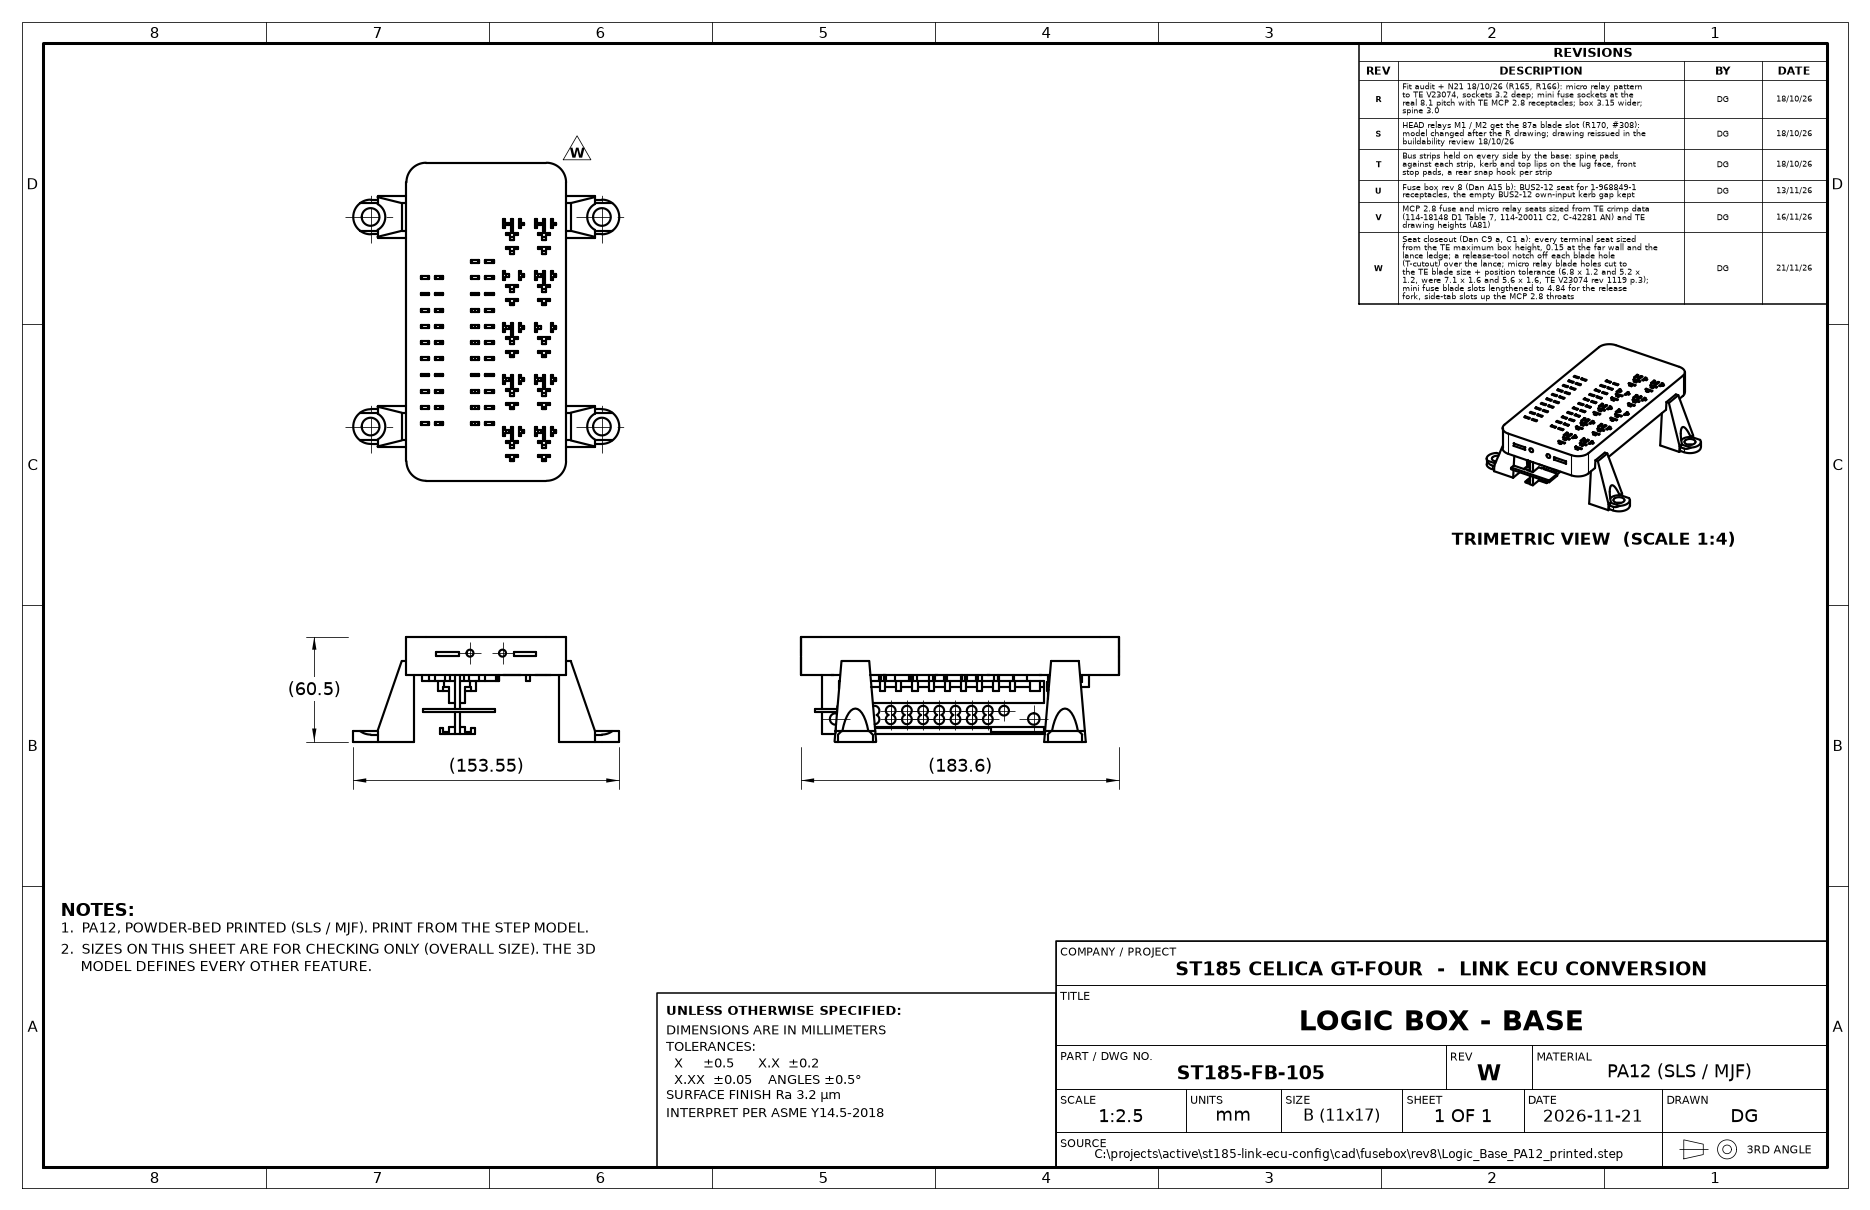 8 7 6 5 4 3 2 1
REVISIONS
REV DESCRIPTION BY DATE
R
Fit audit + N21 18/10/26 (R165, R166): micro relay pattern
to TE V23074, sockets 3.2 deep; mini fuse sockets at the
real 8.1 pitch with TE MCP 2.8 receptacles; box 3.15 wider;
spine 3.0
DG 18/10/26
S
HEAD relays M1 / M2 get the 87a blade slot (R170, #308);
model changed after the R drawing; drawing reissued in the
buildability review 18/10/26
DG 18/10/26
T
Bus strips held on every side by the base: spine pads
against each strip, kerb and top lips on the lug face, front
stop pads, a rear snap hook per strip
DG 18/10/26
U
Fuse box rev 8 (Dan A15 b): BUS2-12 seat for 1-968849-1
receptacles, the empty BUS2-12 own-input kerb gap kept
DG 13/11/26
V
MCP 2.8 fuse and micro relay seats sized from TE crimp data
(114-18148 D1 Table 7, 114-20011 C2, C-42281 AN) and TE
drawing heights (A81)
DG 16/11/26
W
Seat closeout (Dan C9 a, C1 a): every terminal seat sized
from the TE maximum box height, 0.15 at the far wall and the
lance ledge; a release-tool notch off each blade hole
(T-cutout) over the lance; micro relay blade holes cut to
the TE blade size + position tolerance (6.8 x 1.2 and 5.2 x
1.2, were 7.1 x 1.6 and 5.6 x 1.6, TE V23074 rev 1119 p.3);
mini fuse blade slots lengthened to 4.84 for the release
fork, side-tab slots up the MCP 2.8 throats
DG 21/11/26
W
D D
C C
B B
A A
TRIMETRIC VIEW (SCALE 1:4)
(60.5)
(153.55)
(183.6)
NOTES:
1. PA12, POWDER-BED PRINTED (SLS / MJF). PRINT FROM THE STEP MODEL.
2. SIZES ON THIS SHEET ARE FOR CHECKING ONLY (OVERALL SIZE). THE 3D
MODEL DEFINES EVERY OTHER FEATURE.
UNLESS OTHERWISE SPECIFIED:
DIMENSIONS ARE IN MILLIMETERS
TOLERANCES:
X ±0.5 X.X ±0.2
X.XX ±0.05 ANGLES ±0.5°
SURFACE FINISH Ra 3.2 µm
INTERPRET PER ASME Y14.5-2018
COMPANY / PROJECT
ST185 CELICA GT-FOUR - LINK ECU CONVERSION
TITLE
LOGIC BOX - BASE
PART / DWG NO.
ST185-FB-105
REV
W
MATERIAL
PA12 (SLS / MJF)
SCALE
1:2.5
UNITS
mm
SIZE
B (11x17)
SHEET
1 OF 1
DATE
2026-11-21
DRAWN
DG
SOURCE
C:\projects\active\st185-link-ecu-config\cad\fusebox\rev8\Logic_Base_PA12_printed.step
3RD ANGLE
8 7 6 5 4 3 2 1